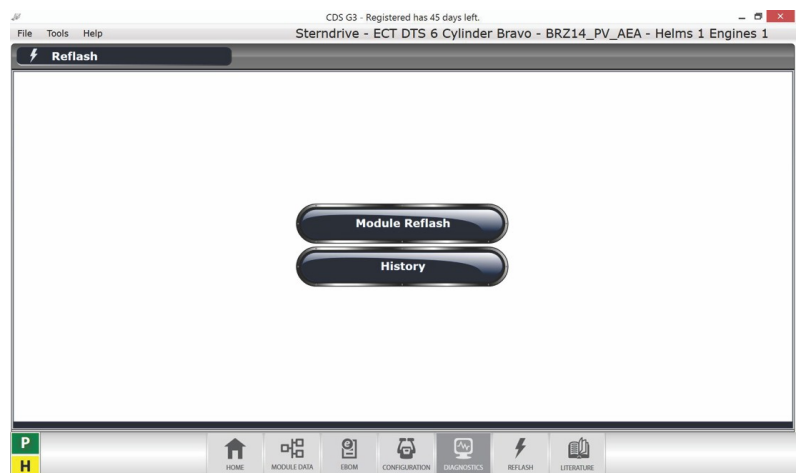 CDS G3 - Registered has 45 days left.
File Tools Help Sterndrive - ECT DTS 6 Cylinder Bravo - BRZ14_PV_AEA - Helms 1 Engines 1
Reflash
Module Reflash
History
P
H
HOME MODULE DATA EBOM CONFIGURATION DIAGNOSTICS REFLASH LITERATURE